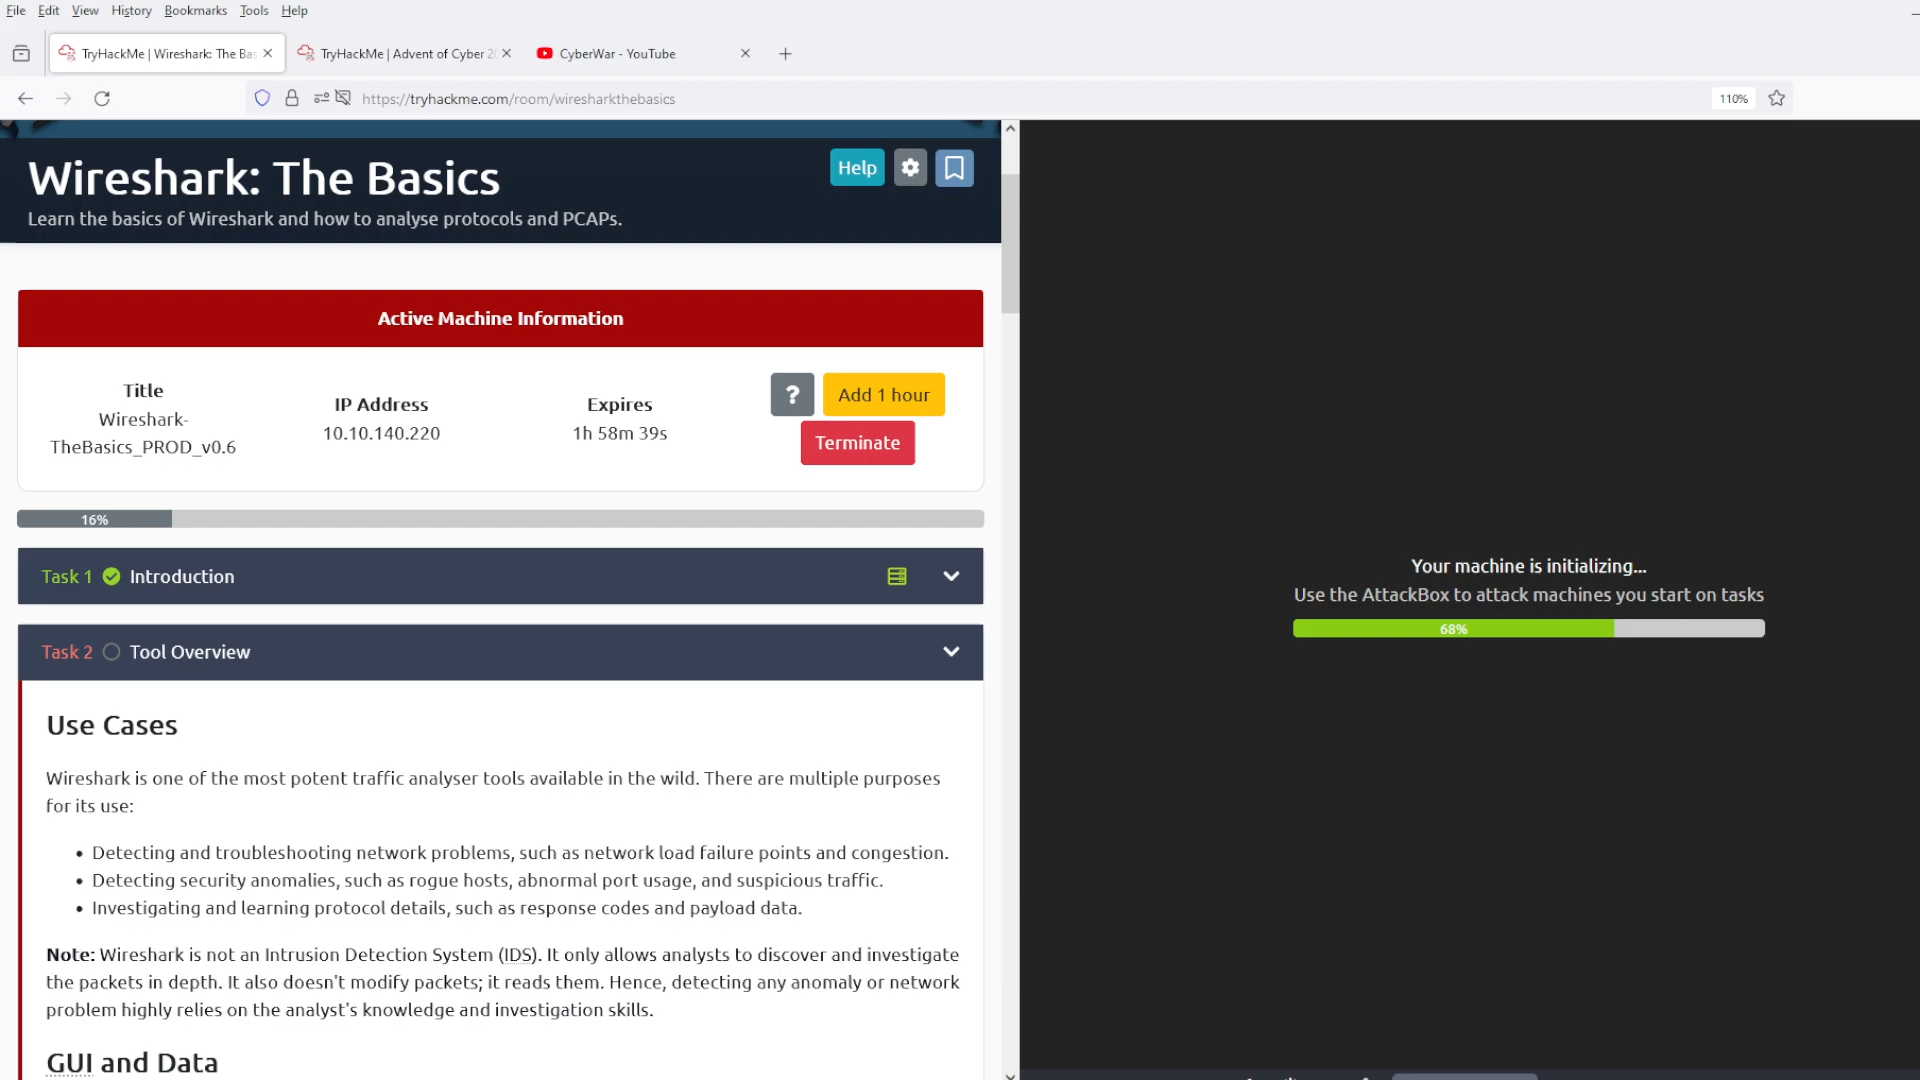 File Edit View History Bookmarks Tools Help
TryHackMe | Wireshark: The Bas
TryHackMe | Advent of Cyber 20
CyberWar - YouTube
https://tryhackme.com/room/wiresharkthebasics
110%
Wireshark: The Basics
Help
Learn the basics of Wireshark and how to analyse protocols and PCAPs.
Active Machine Information
Title
Wireshark-
TheBasics_PROD_v0.6
IP Address
10.10.140.220
Expires
1h 58m 39s
?
Add 1 hour
Terminate
16%
Task 1 Introduction
Task 2 Tool Overview
Use Cases
Wireshark is one of the most potent traffic analyser tools available in the wild. There are multiple purposes
for its use:
• Detecting and troubleshooting network problems, such as network load failure points and congestion.
• Detecting security anomalies, such as rogue hosts, abnormal port usage, and suspicious traffic.
• Investigating and learning protocol details, such as response codes and payload data.
Note: Wireshark is not an Intrusion Detection System (IDS). It only allows analysts to discover and investigate
the packets in depth. It also doesn't modify packets; it reads them. Hence, detecting any anomaly or network
problem highly relies on the analyst's knowledge and investigation skills.
GUI and Data
Your machine is initializing...
Use the AttackBox to attack machines you start on tasks
68%